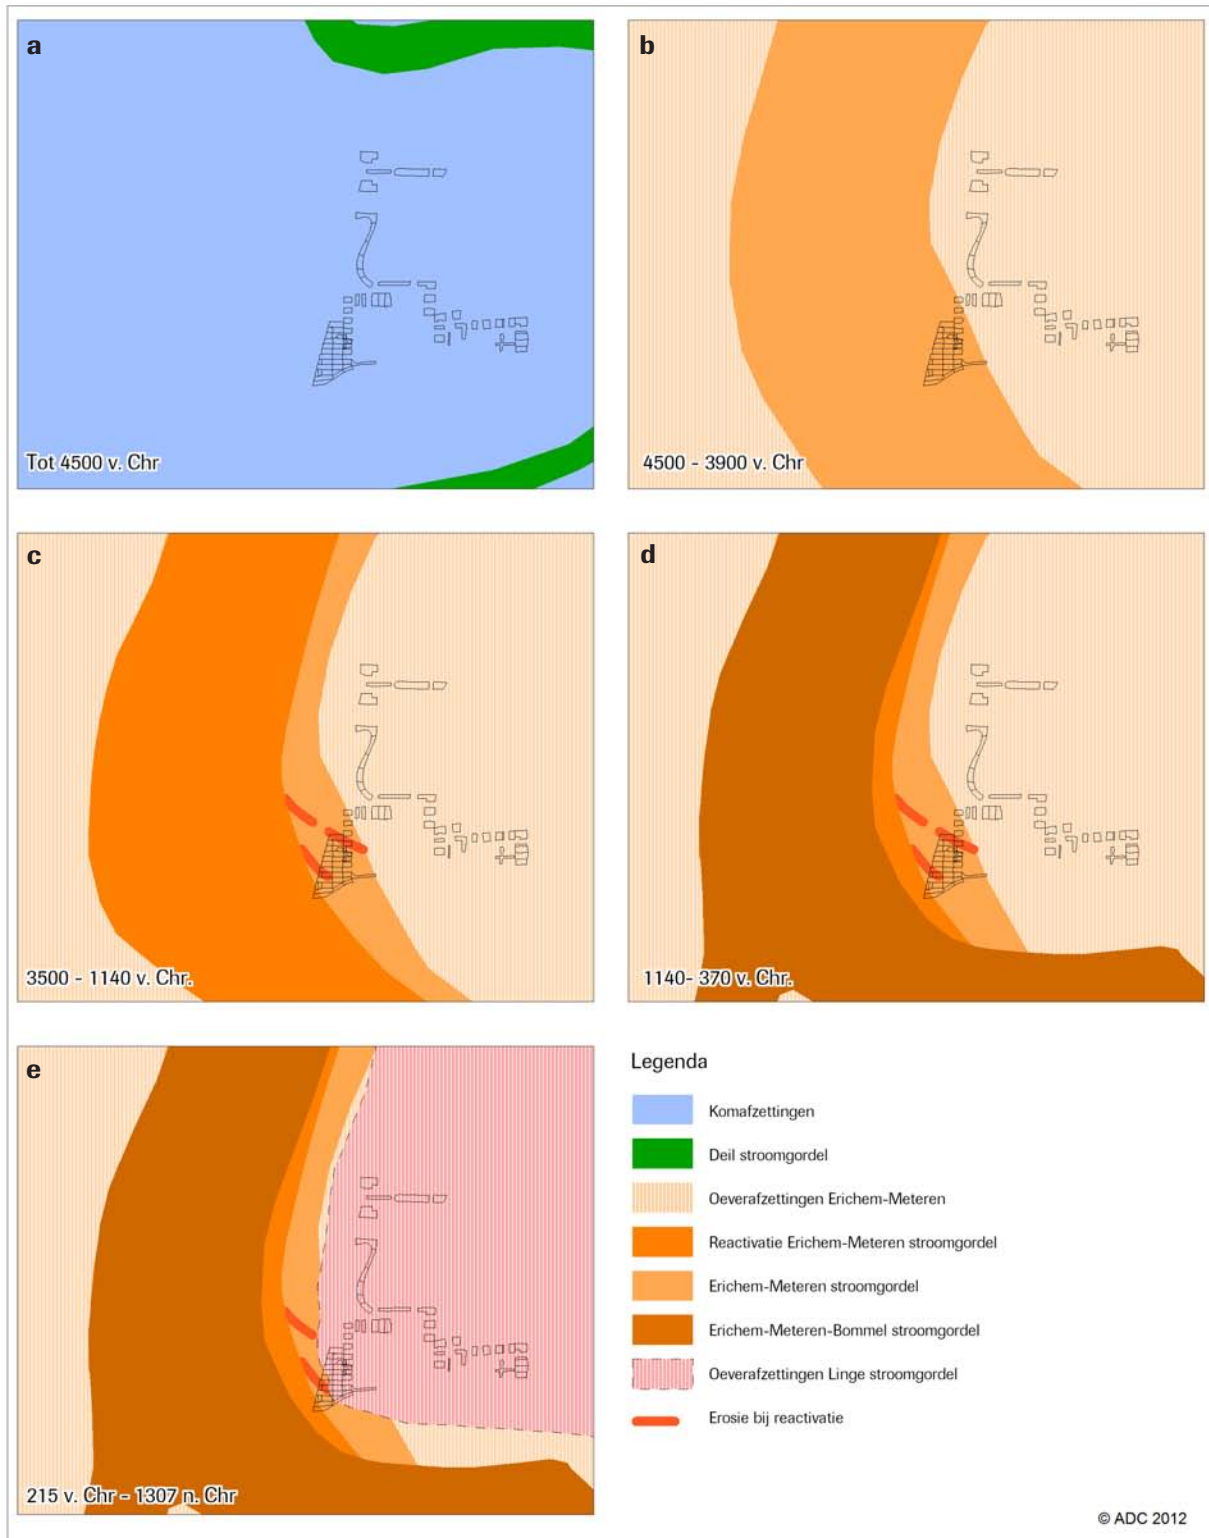 a
Tot 4500 v. Chr
b
4500 - 3900 v. Chr
c
3500 - 1140 v. Chr.
d
1140- 370 v. Chr.
e
215 v. Chr - 1307 n. Chr
Legenda
Komafzettingen
Deil stroomgordel
Oeverafzettingen Erichem-Meteren
Reactivatie Erichem-Meteren stroomgordel
Erichem-Meteren stroomgordel
Erichem-Meteren-Bommel stroomgordel
Oeverafzettingen Linge stroomgordel
Erosie bij reactivatie
© ADC 2012